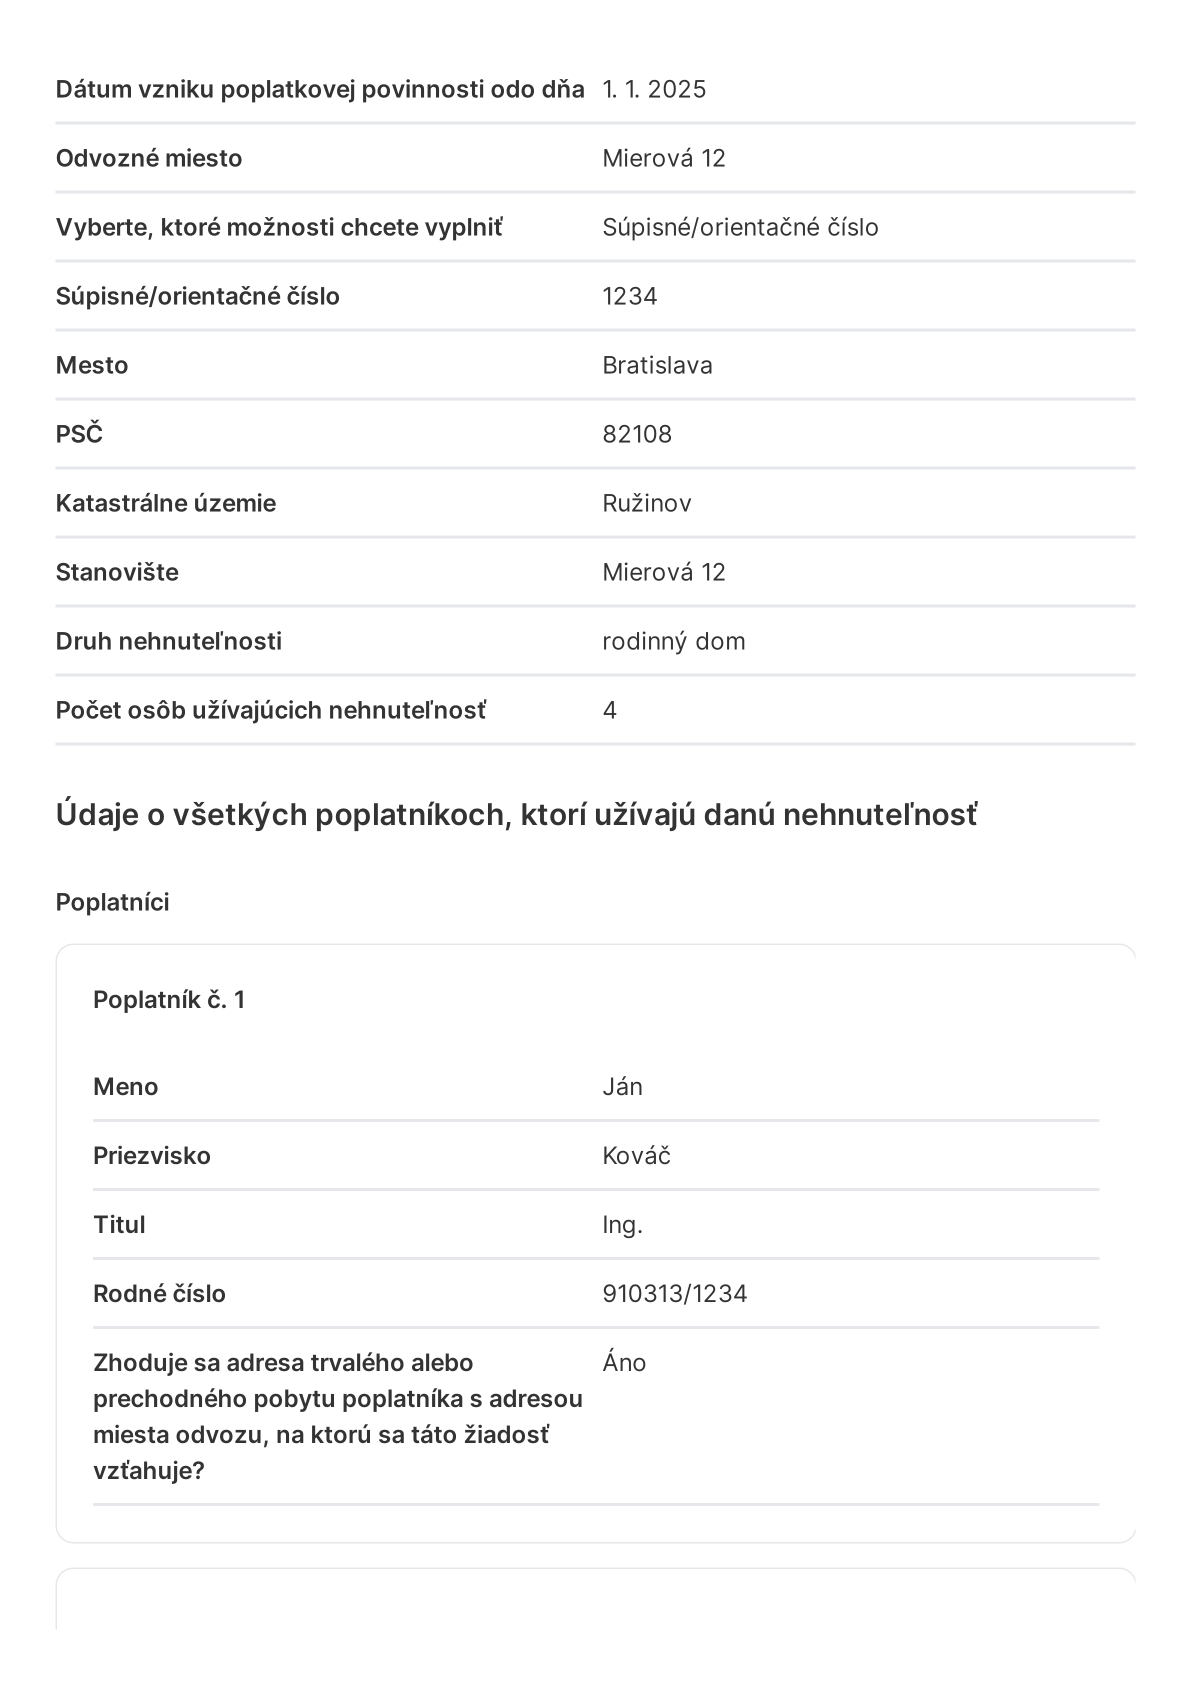 Dátum vzniku poplatkovej povinnosti odo dňa 1. 1. 2025
Odvozné miesto Mierová 12
Vyberte, ktoré možnosti chcete vyplniť Súpisné/orientačné číslo
Súpisné/orientačné číslo 1234
Mesto Bratislava
PSČ 82108
Katastrálne územie Ružinov
Stanovište Mierová 12
Druh nehnuteľnosti rodinný dom
Počet osôb užívajúcich nehnuteľnosť 4
Údaje o všetkých poplatníkoch, ktorí užívajú danú nehnuteľnosť
Poplatníci
Poplatník č. 1
Meno Ján
Priezvisko Kováč
Titul Ing.
Rodné číslo 910313/1234
Zhoduje sa adresa trvalého alebo Áno
prechodného pobytu poplatníka s adresou
miesta odvozu, na ktorú sa táto žiadosť
vzťahuje?